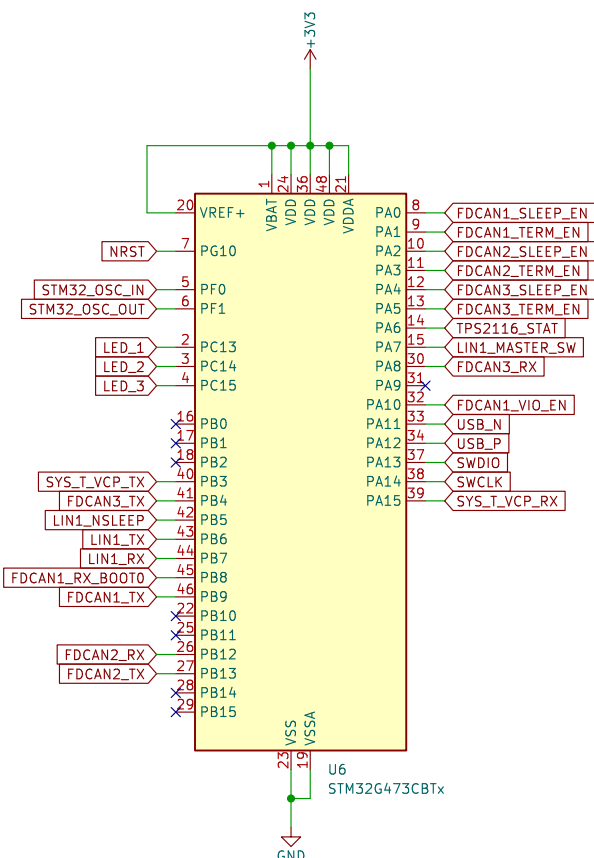 +3V3
1 VBAT
24 VDD
36 VDD
48 VDD
21 VDDA
20 VREF+
NRST 7 PG10
STM32_OSC_IN 5 PF0
STM32_OSC_OUT 6 PF1
LED_1 2 PC13
LED_2 3 PC14
LED_3 4 PC15
16 PB0
17 PB1
18 PB2
SYS_T_VCP_TX 40 PB3
FDCAN3_TX 41 PB4
LIN1_NSLEEP 42 PB5
LIN1_TX 43 PB6
LIN1_RX 44 PB7
FDCAN1_RX_BOOT0 45 PB8
FDCAN1_TX 46 PB9
22 PB10
25 PB11
FDCAN2_RX 26 PB12
FDCAN2_TX 27 PB13
28 PB14
29 PB15
PA0 8 FDCAN1_SLEEP_EN
PA1 9 FDCAN1_TERM_EN
PA2 10 FDCAN2_SLEEP_EN
PA3 11 FDCAN2_TERM_EN
PA4 12 FDCAN3_SLEEP_EN
PA5 13 FDCAN3_TERM_EN
PA6 14 TPS2116_STAT
PA7 15 LIN1_MASTER_SW
PA8 30 FDCAN3_RX
PA9 31
PA10 32 FDCAN1_VIO_EN
PA11 33 USB_N
PA12 34 USB_P
PA13 37 SWDIO
PA14 38 SWCLK
PA15 39 SYS_T_VCP_RX
VSS 23
VSSA 19
U6
STM32G473CBTx
GND